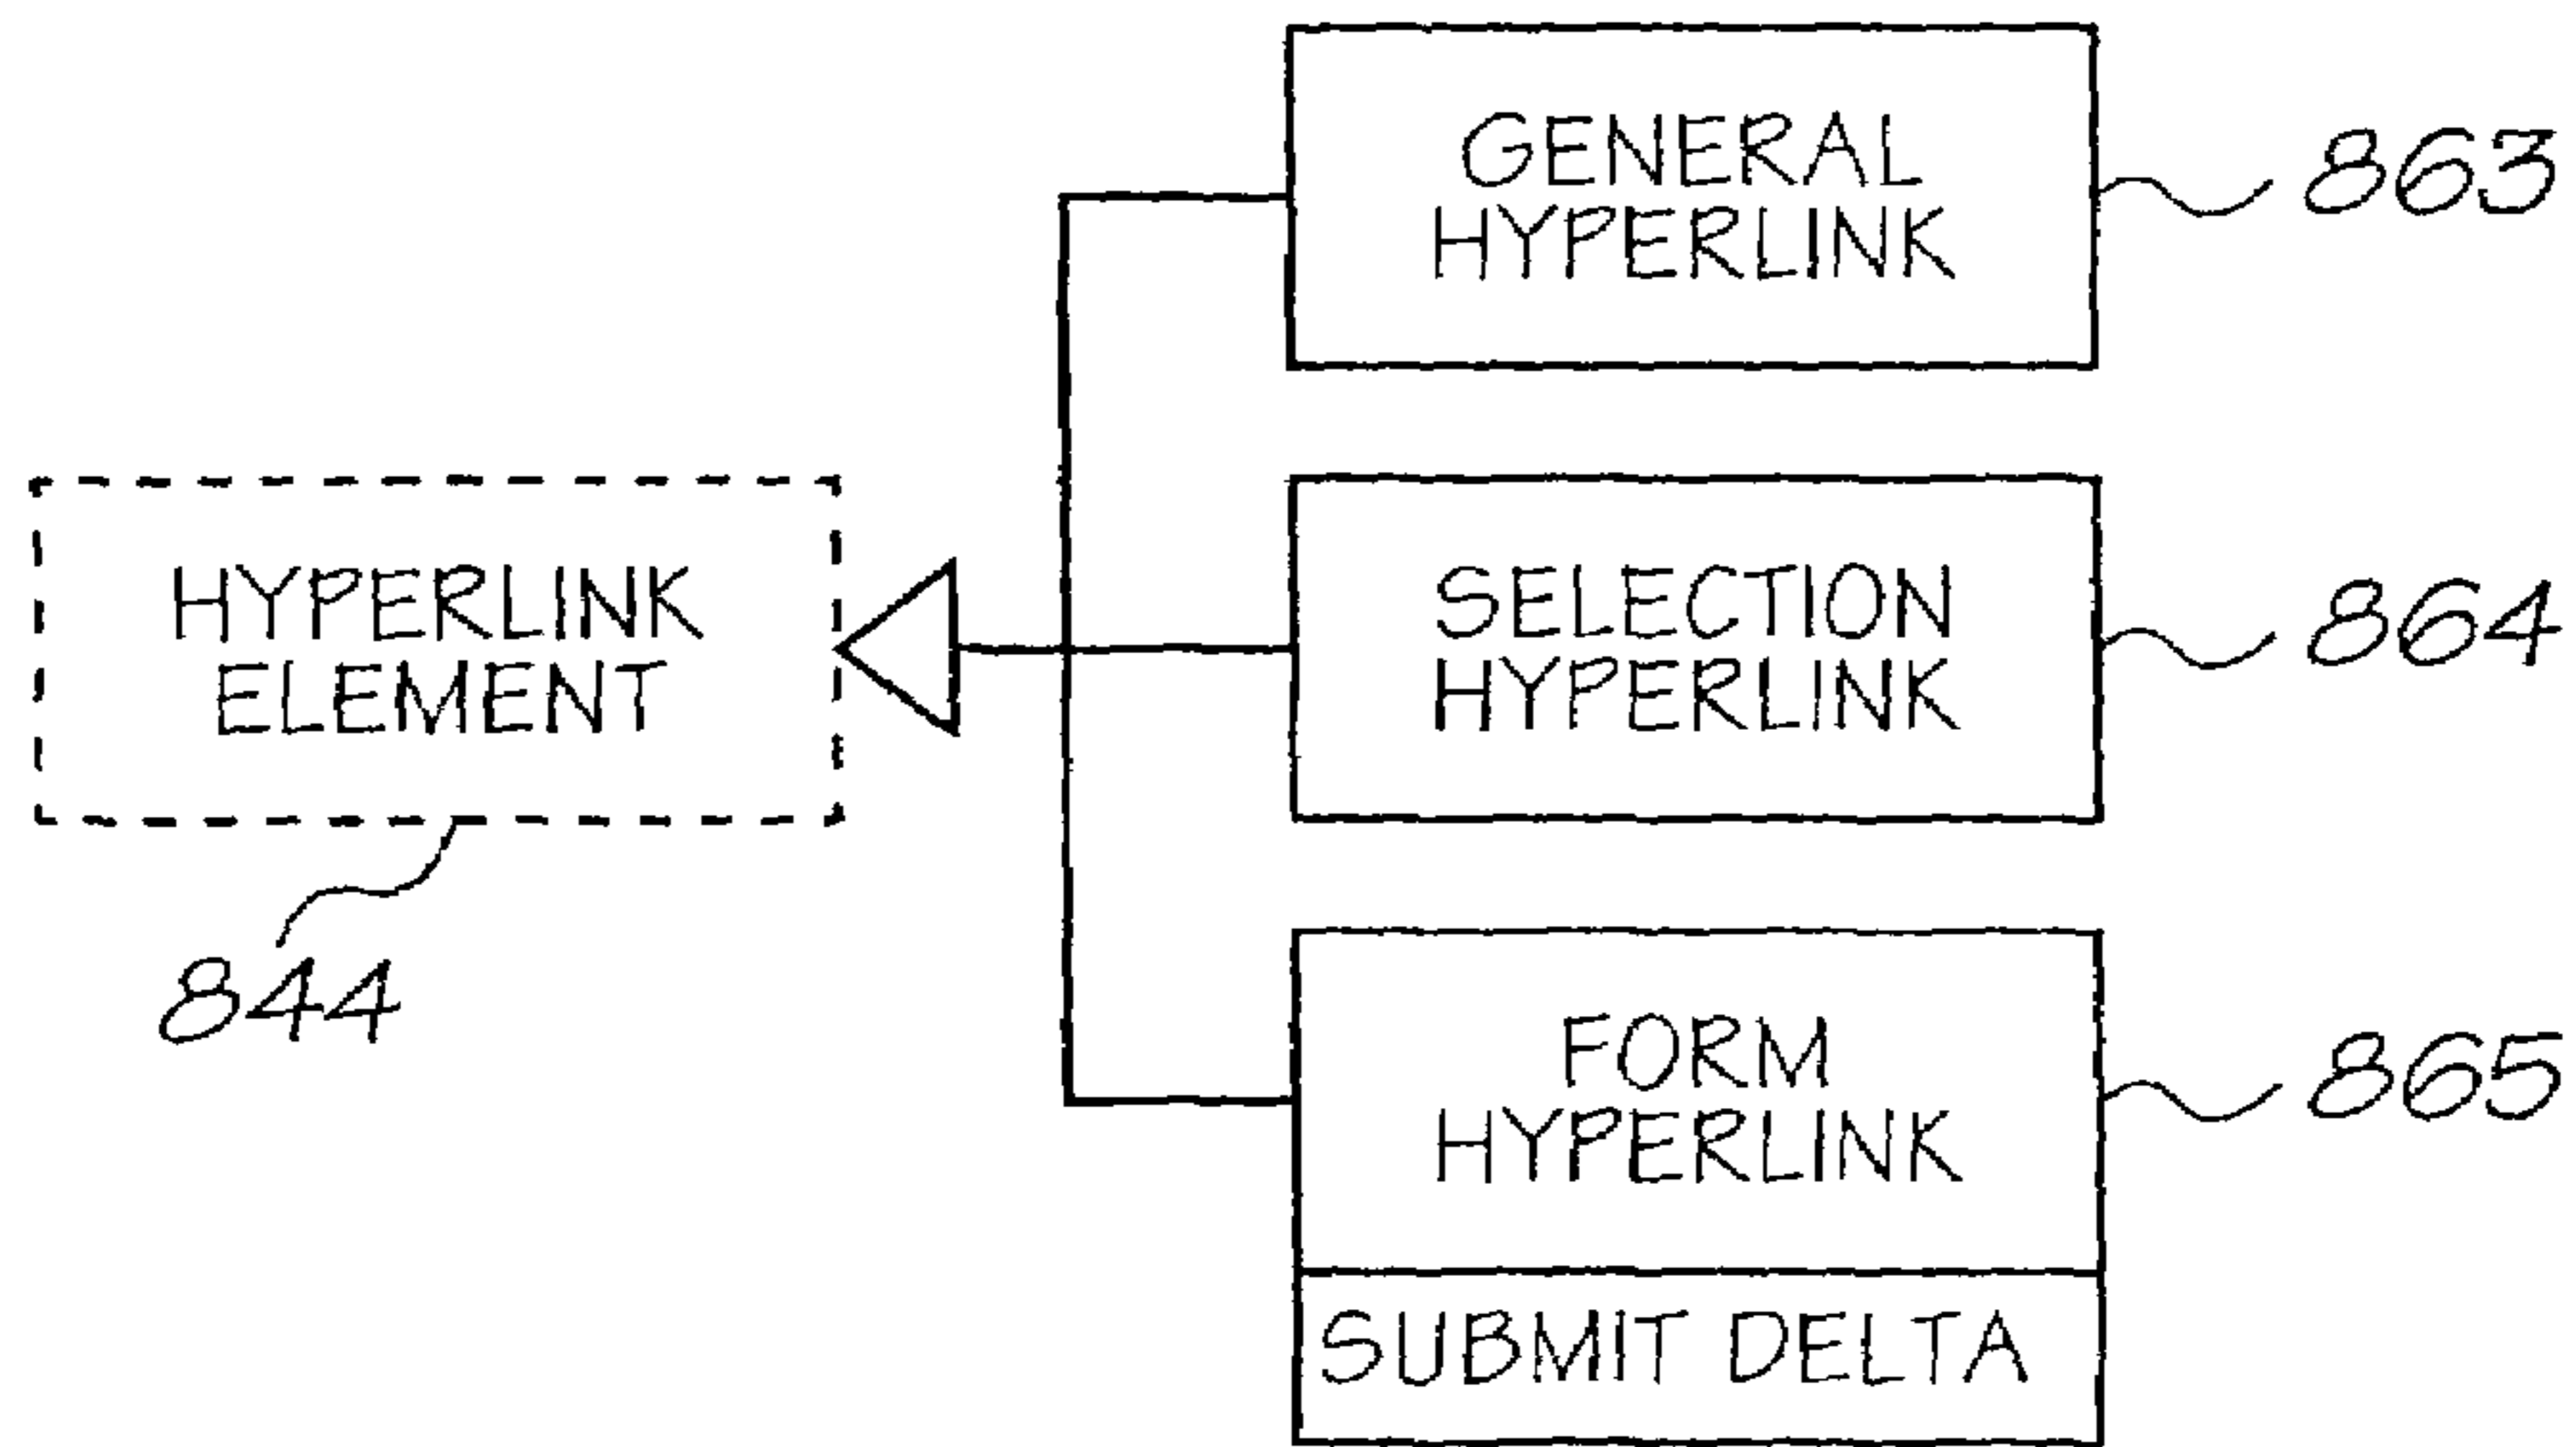 GENERAL
HYPERLINK
863
HYPERLINK
ELEMENT
844
SELECTION
HYPERLINK
864
FORM
HYPERLINK
865
SUBMIT DELTA